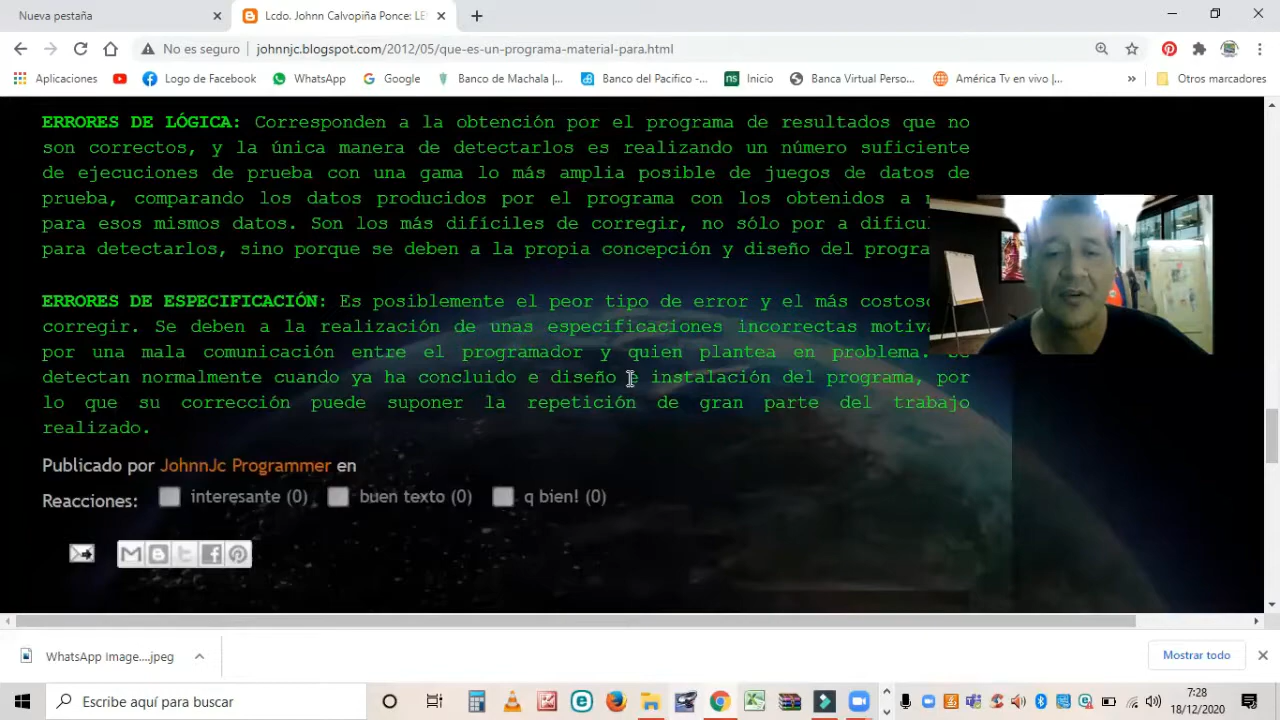 Nueva pestaña
Lcdo. Johnn Calvopiña Ponce: LE
No es seguro johnnjc.blogspot.com/2012/05/que-es-un-programa-material-para.html
Aplicaciones Logo de Facebook WhatsApp Google Banco de Machala |... Banco del Pacifico -... Inicio Banca Virtual Perso... América Tv en vivo |... » Otros marcadores
ERRORES DE LÓGICA: Corresponden a la obtención por el programa de resultados que no
son correctos, y la única manera de detectarlos es realizando un número suficiente
de ejecuciones de prueba con una gama lo más amplia posible de juegos de datos de
prueba, comparando los datos producidos por el programa con los obtenidos a
para esos mismos datos. Son los más difíciles de corregir, no sólo por a dificul
para detectarlos, sino porque se deben a la propia concepción y diseño del progra
ERRORES DE ESPECIFICACIÓN: Es posiblemente el peor tipo de error y el más costos
corregir. Se deben a la realización de unas especificaciones incorrectas motiva
por una mala comunicación entre el programador y quien plantea en problema. Se
detectan normalmente cuando ya ha concluido e diseño e instalación del programa, por
lo que su corrección puede suponer la repetición de gran parte del trabajo
realizado.
Publicado por JohnnJc Programmer en
Reacciones: interesante (0) buen texto (0) q bien! (0)
WhatsApp Image....jpeg
Mostrar todo
Escribe aquí para buscar
7:28
18/12/2020